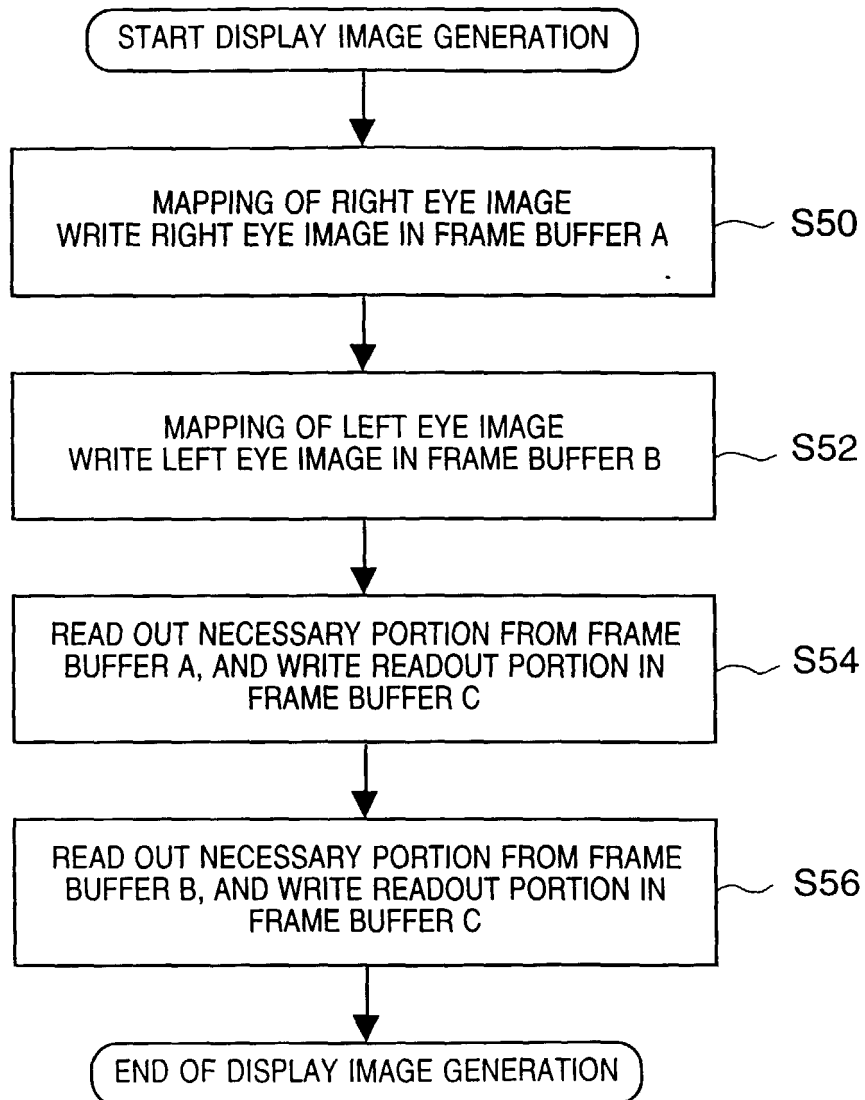 START DISPLAY IMAGE GENERATION
MAPPING OF RIGHT EYE IMAGE
WRITE RIGHT EYE IMAGE IN FRAME BUFFER A
S50
MAPPING OF LEFT EYE IMAGE
WRITE LEFT EYE IMAGE IN FRAME BUFFER B
S52
READ OUT NECESSARY PORTION FROM FRAME
BUFFER A, AND WRITE READOUT PORTION IN
FRAME BUFFER C
S54
READ OUT NECESSARY PORTION FROM FRAME
BUFFER B, AND WRITE READOUT PORTION IN
FRAME BUFFER C
S56
END OF DISPLAY IMAGE GENERATION